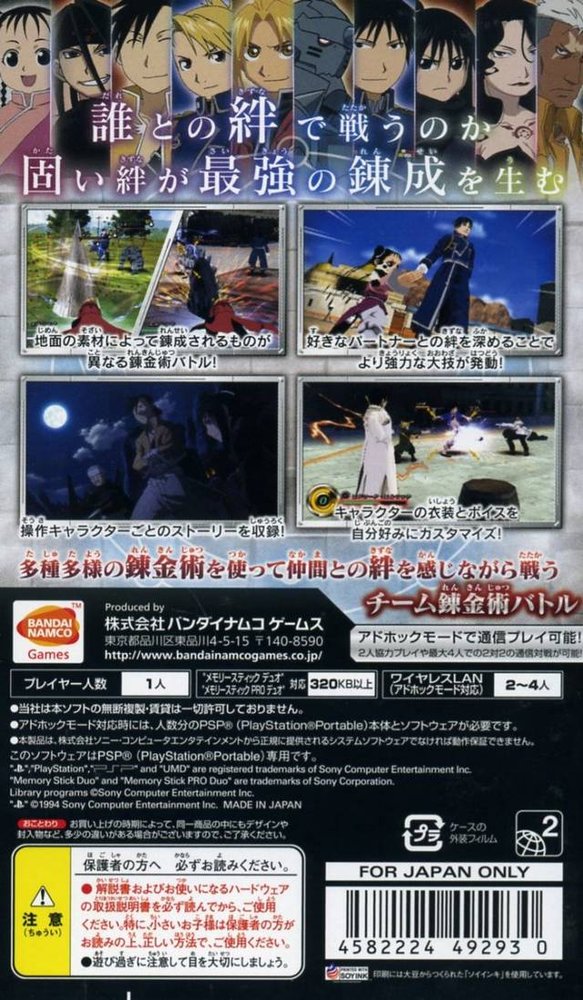 誰との絆で戦うのか
固い絆が最強の錬成を生む
地面の素材によって錬成されるものが
異なる錬金術バトル!
好きなパートナーとの絆を深めることで
より強力な大技が発動!
操作キャラクターごとのストーリーを収録!
キャラクターの衣装とボイスを
自分好みにカスタマイズ!
多種多様の錬金術を使って仲間との絆を感じながら戦う
チーム錬金術バトル
アドホックモードで通信プレイ可能!
2人協力プレイや最大4人での2対2の通信対戦が可能!
BANDAI
NAMCO
Games
Produced by
株式会社 バンダイナムコ ゲームス
東京都品川区東品川4-5-15 〒140-8590
http://www.bandainamcogames.co.jp/
プレイヤー人数 1人
"メモリースティック デュオ"
"メモリースティック PRO デュオ" 対応 320KB以上
ワイヤレスLAN
(アドホックモード対応) 2~4人
●当社は本ソフトの無断複製・賃貸は一切許可しておりません。
●アドホックモード対応時には、人数分のPSP® (PlayStation®Portable)本体とソフトウェアが必要です。
●本製品は、株式会社ソニー・コンピュータエンタテインメントから正規に提供されるシステムソフトウェアでなければ動作保証できません。
このソフトウェアはPSP® (PlayStation®Portable)専用です。
","PlayStation","PSP" and "UMD" are registered trademarks of Sony Computer Entertainment Inc.
"Memory Stick Duo" and "Memory Stick PRO Duo" are trademarks of Sony Corporation.
Library programs ©Sony Computer Entertainment Inc.
©1994 Sony Computer Entertainment Inc. MADE IN JAPAN
おことわり お買い上げの時期によって、同一商品の中にもデザインや
封入物など、多少の違いがある場合がございますので、ご了承ください。
プラ
ケースの
外装フィルム
2
注意
(ちゅうい)
保護者の方へ 必ずお読みください。
●解説書およびお使いになるハードウェア
の取扱説明書を必ず読んでから、ご使用
ください。特に、小さいお子様は保護者の方が
お読みの上、正しい方法で、ご使用ください。
●遊び過ぎに注意して目を大切にしましょう。
FOR JAPAN ONLY
4582224 492930
PRINTED WITH
SOYINK
印刷には大豆からつくられた「ソイインキ」を使用しています。